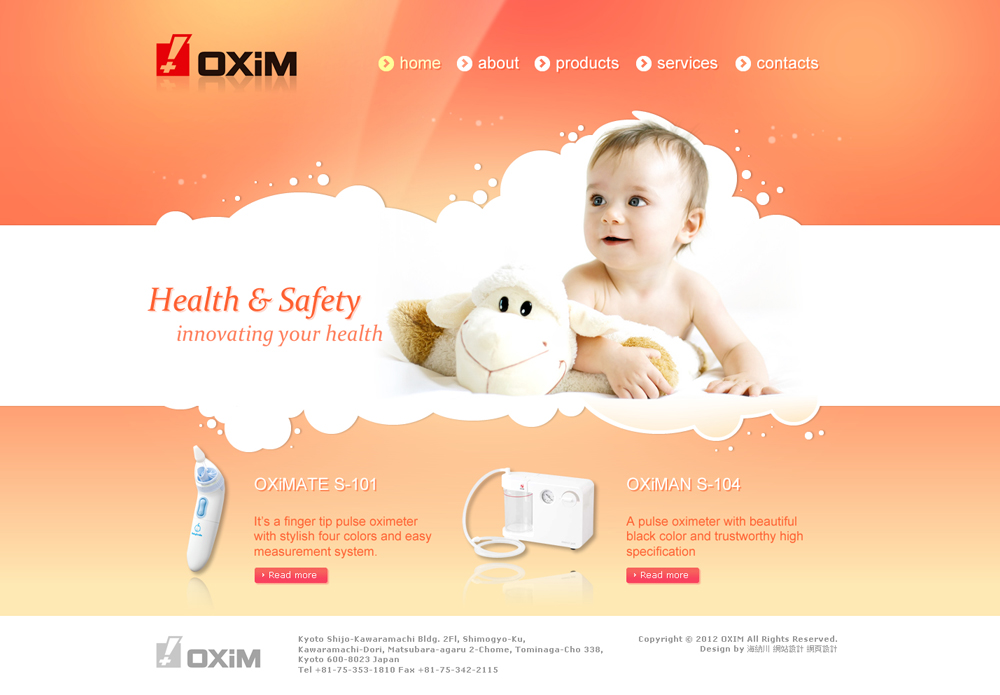 OXiM
home
about
products
services
contacts
Health & Safety
innovating your health
OXiMATE S-101
It's a finger tip pulse oximeter
with stylish four colors and easy
measurement system.
Read more
OXiMAN S-104
A pulse oximeter with beautiful
black color and trustworthy high
specification
Read more
OXiM
Kyoto Shijo-Kawaramachi Bldg. 2Fl, Shimogyo-Ku,
Kawaramachi-Dori, Matsubara-agaru 2-Chome, Tominaga-Cho 338,
Kyoto 600-8023 Japan
Tel +81-75-353-1810 Fax +81-75-342-2115
Copyright © 2012 OXIM All Rights Reserved.
Design by 海納川 網站設計 網頁設計